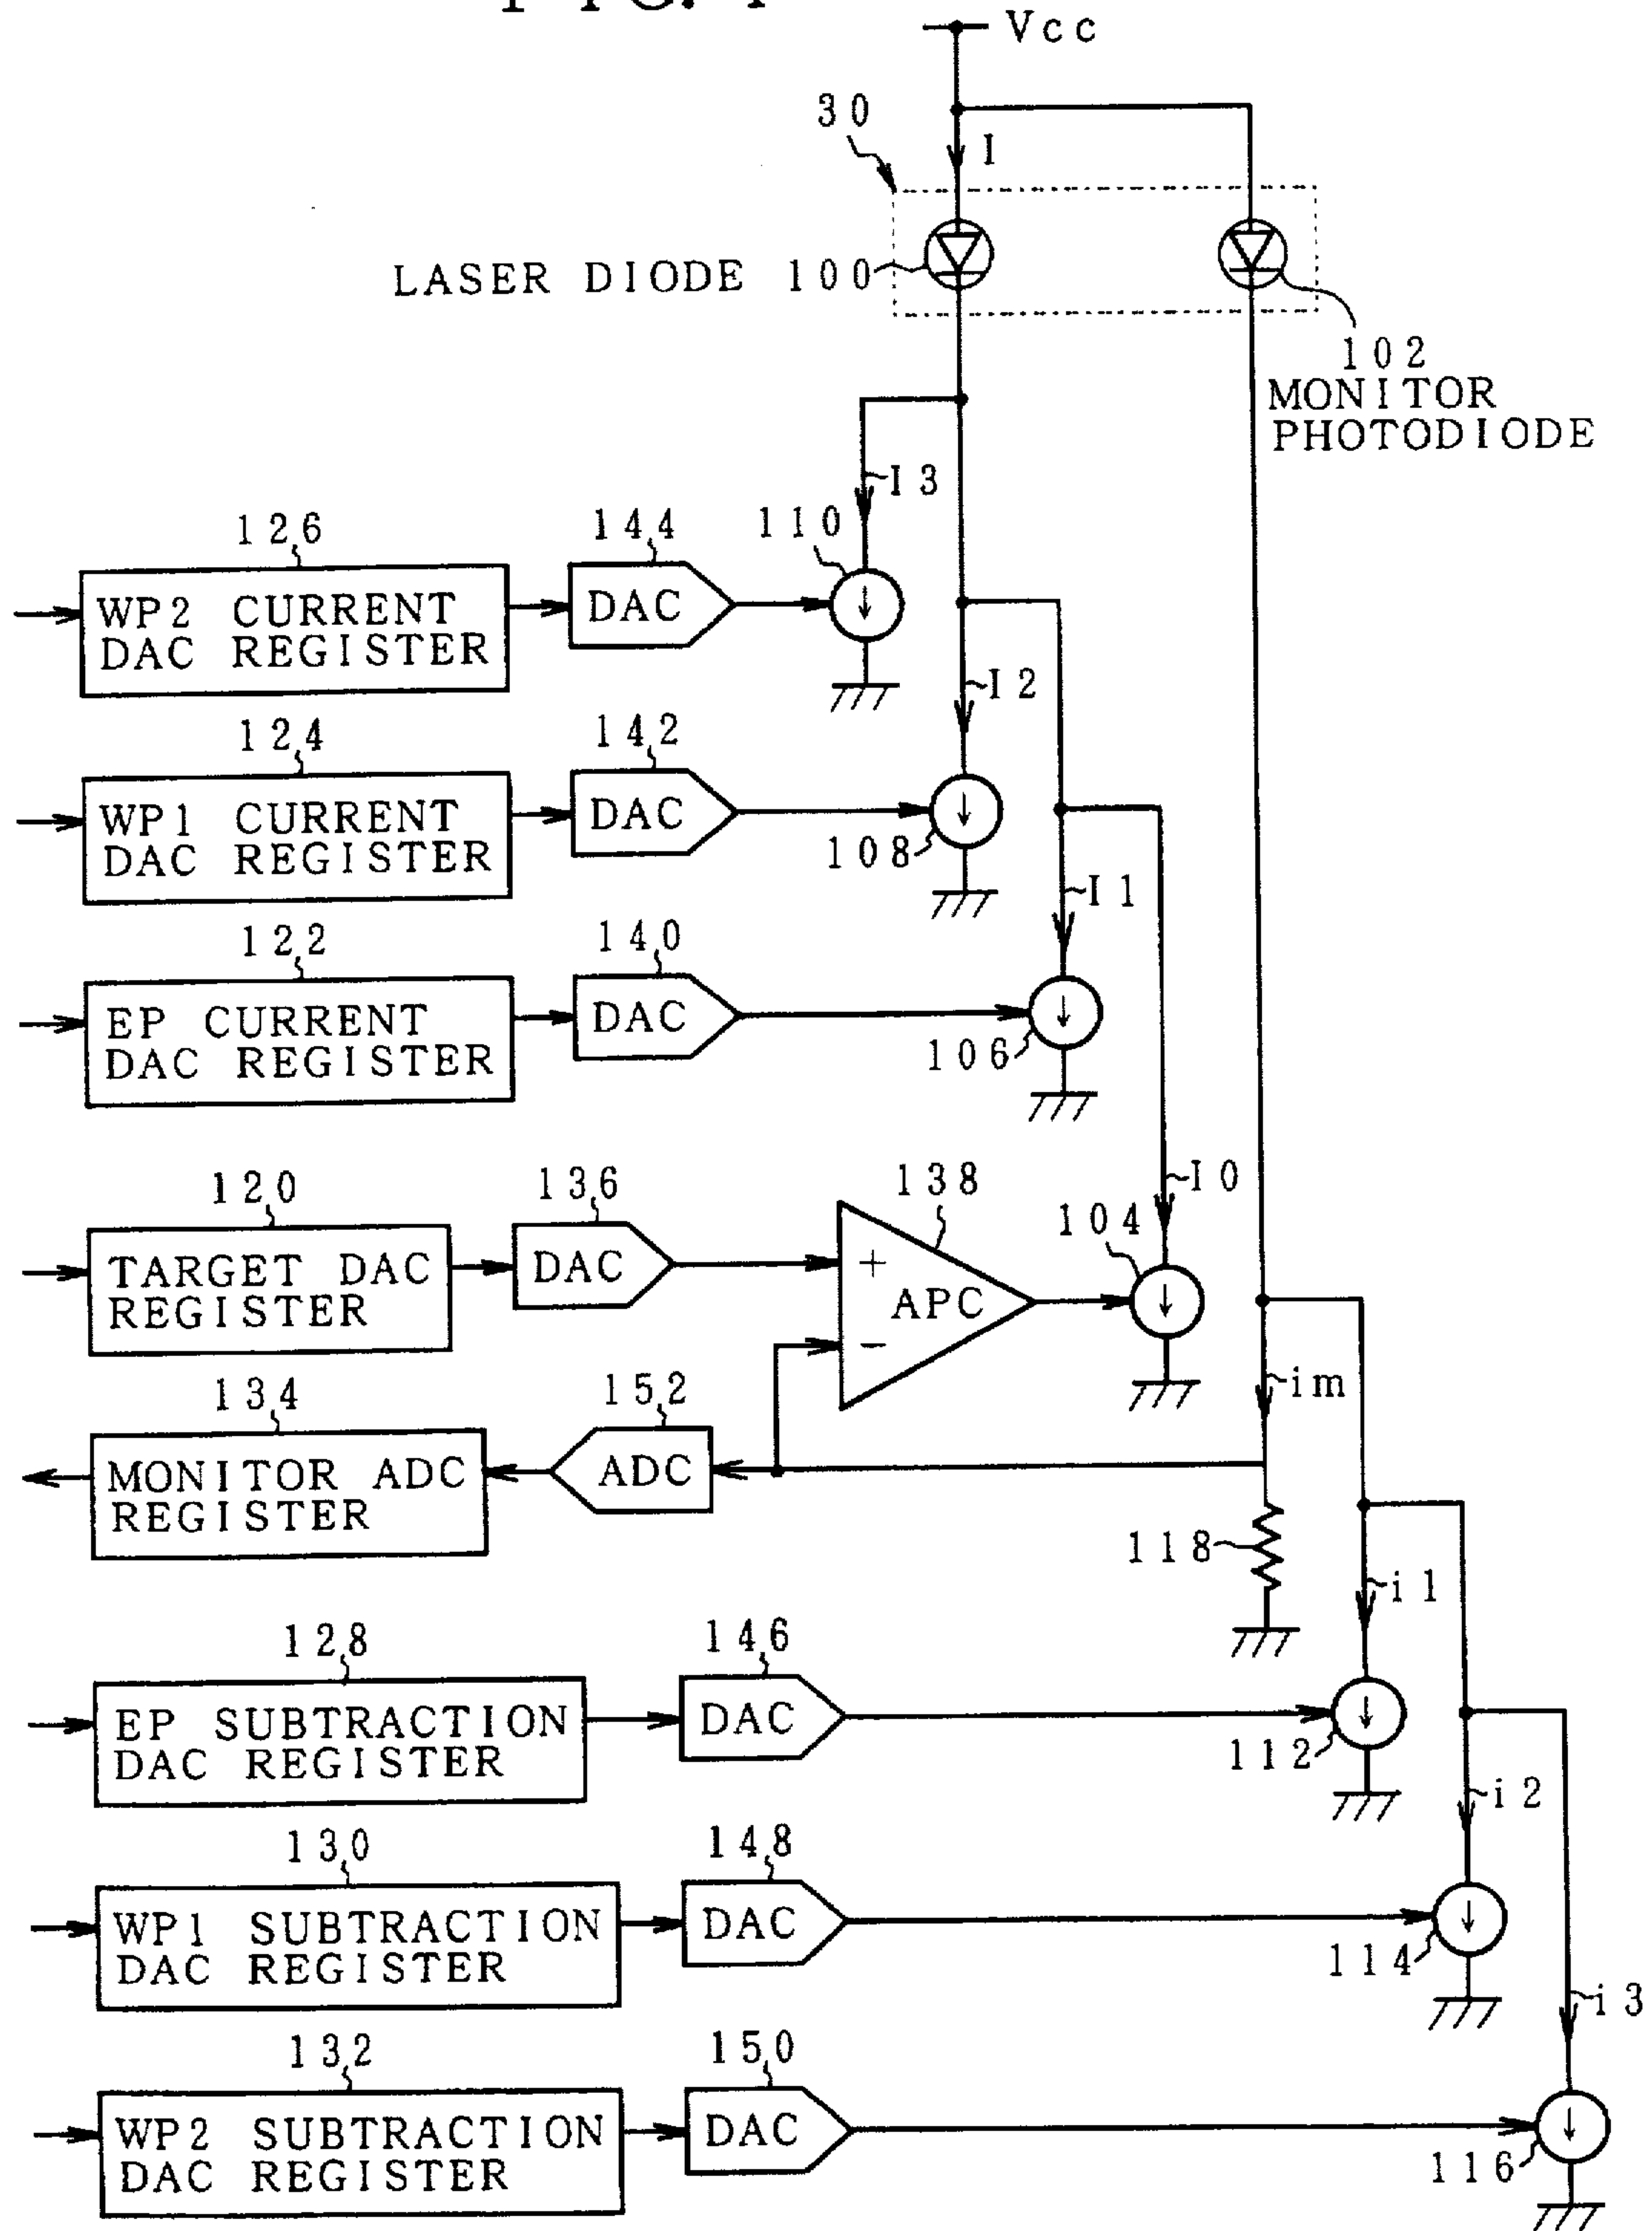 Vcc
30
I
LASER DIODE 100
102
MONITOR
PHOTODIODE
I3
126
144
110
WP2 CURRENT
DAC REGISTER
DAC
I2
124
142
WP1 CURRENT
DAC REGISTER
DAC
108
I1
122
140
EP CURRENT
DAC REGISTER
DAC
106
I0
120
136
138
104
TARGET DAC
REGISTER
DAC
+
APC
−
im
134
152
MONITOR ADC
REGISTER
ADC
118
i1
128
146
EP SUBTRACTION
DAC REGISTER
DAC
112
i2
130
148
WP1 SUBTRACTION
DAC REGISTER
DAC
114
i3
132
150
WP2 SUBTRACTION
DAC REGISTER
DAC
116